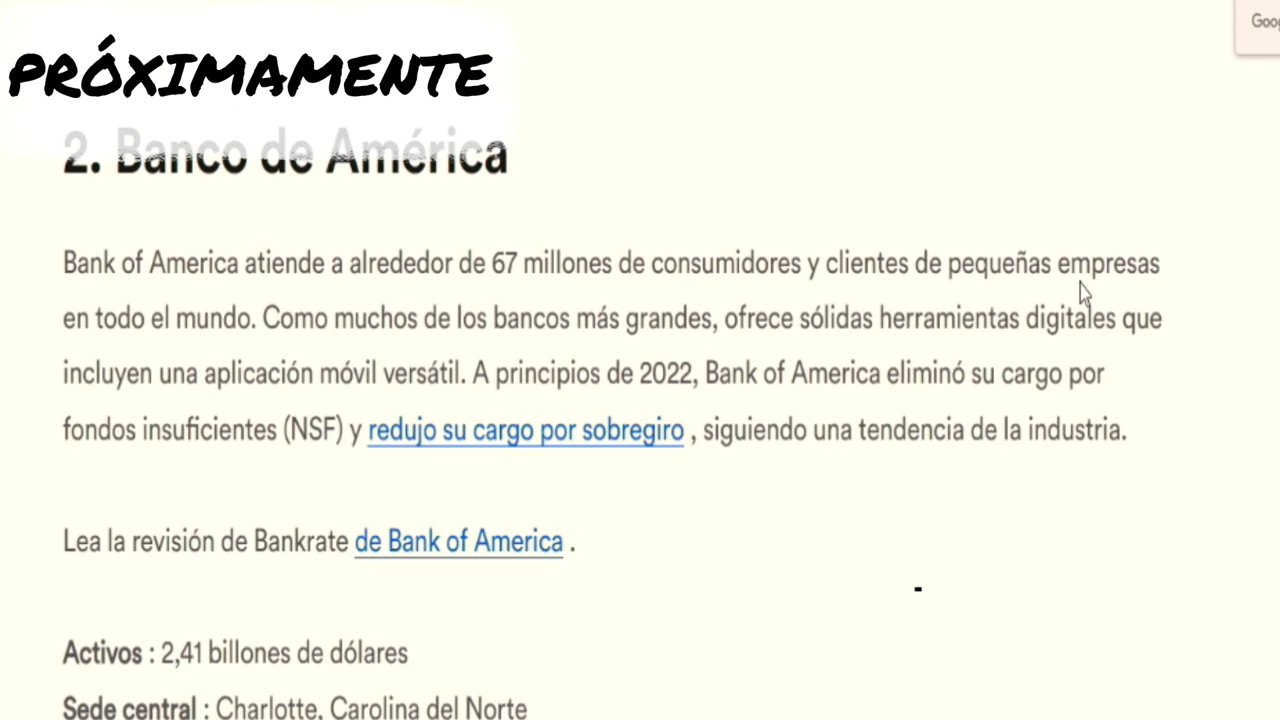 PRÓXIMAMENTE
2. Banco de América
Bank of America atiende a alrededor de 67 millones de consumidores y clientes de pequeñas empresas
en todo el mundo. Como muchos de los bancos más grandes, ofrece sólidas herramientas digitales que
incluyen una aplicación móvil versátil. A principios de 2022, Bank of America eliminó su cargo por
fondos insuficientes (NSF) y redujo su cargo por sobregiro , siguiendo una tendencia de la industria.
Lea la revisión de Bankrate de Bank of America .
Activos : 2,41 billones de dólares
Sede central : Charlotte, Carolina del Norte